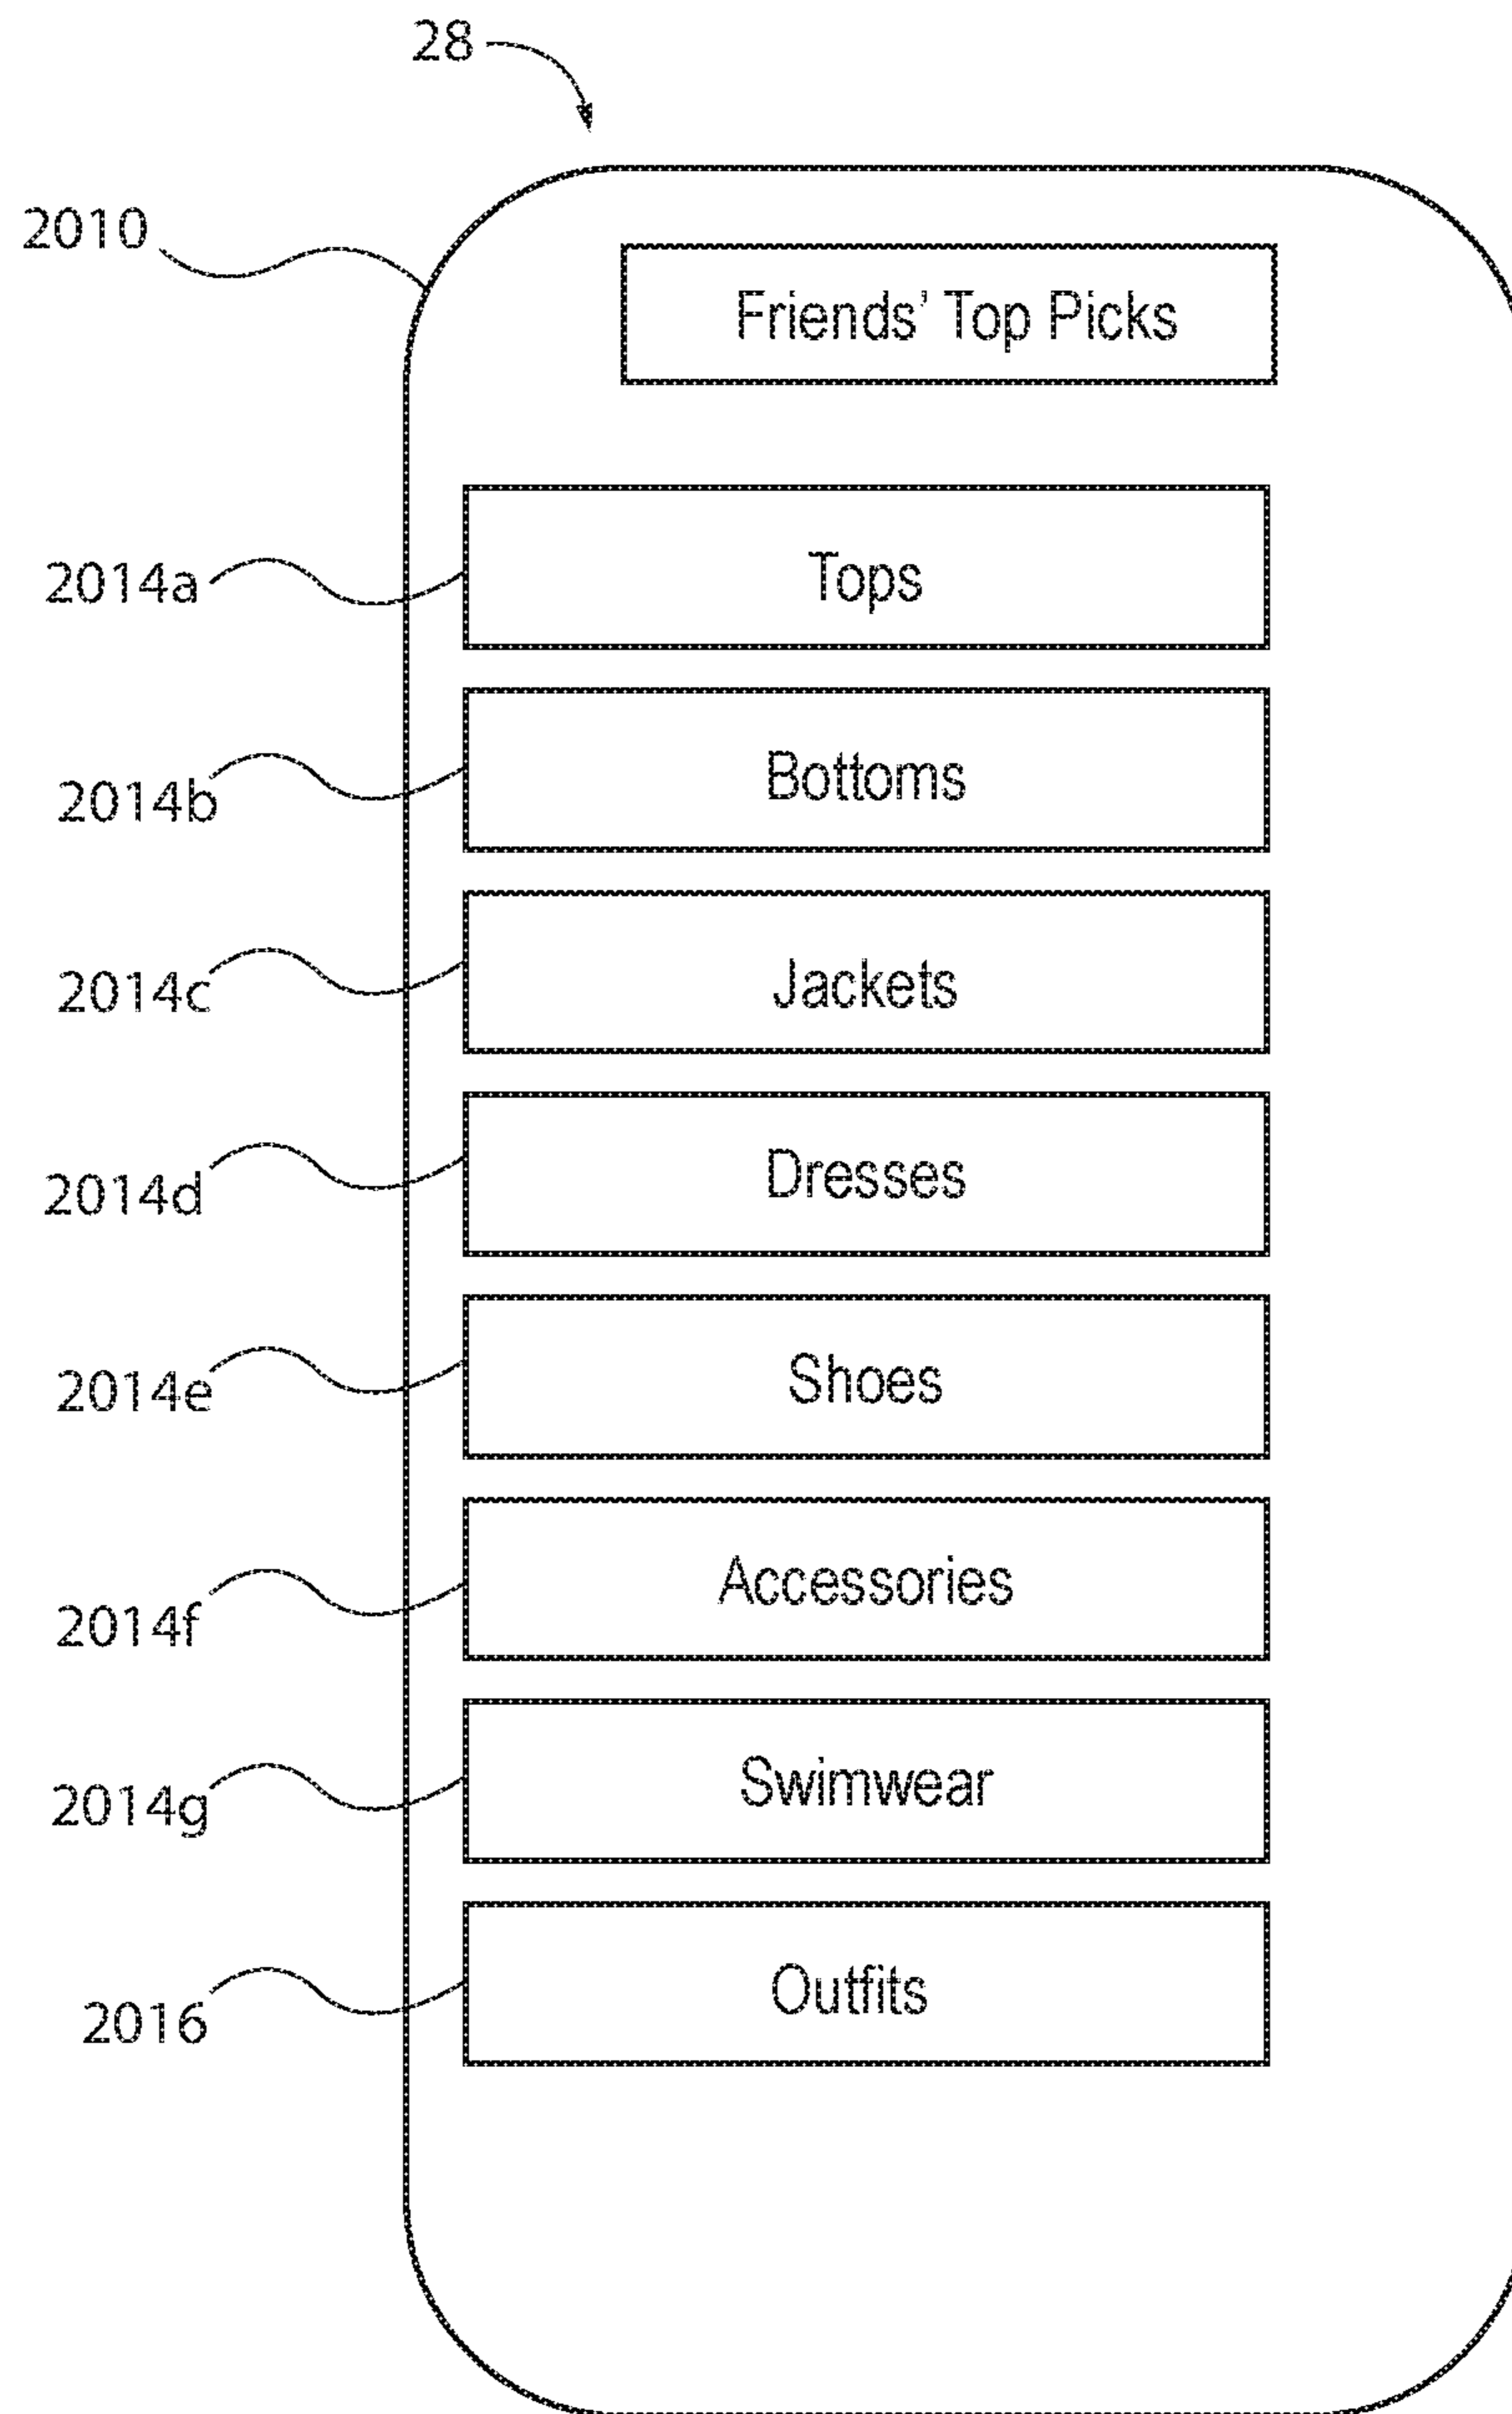 28
2010
Friends' Top Picks
2014a
Tops
2014b
Bottoms
2014c
Jackets
2014d
Dresses
2014e
Shoes
2014f
Accessories
2014g
Swimwear
2016
Outfits